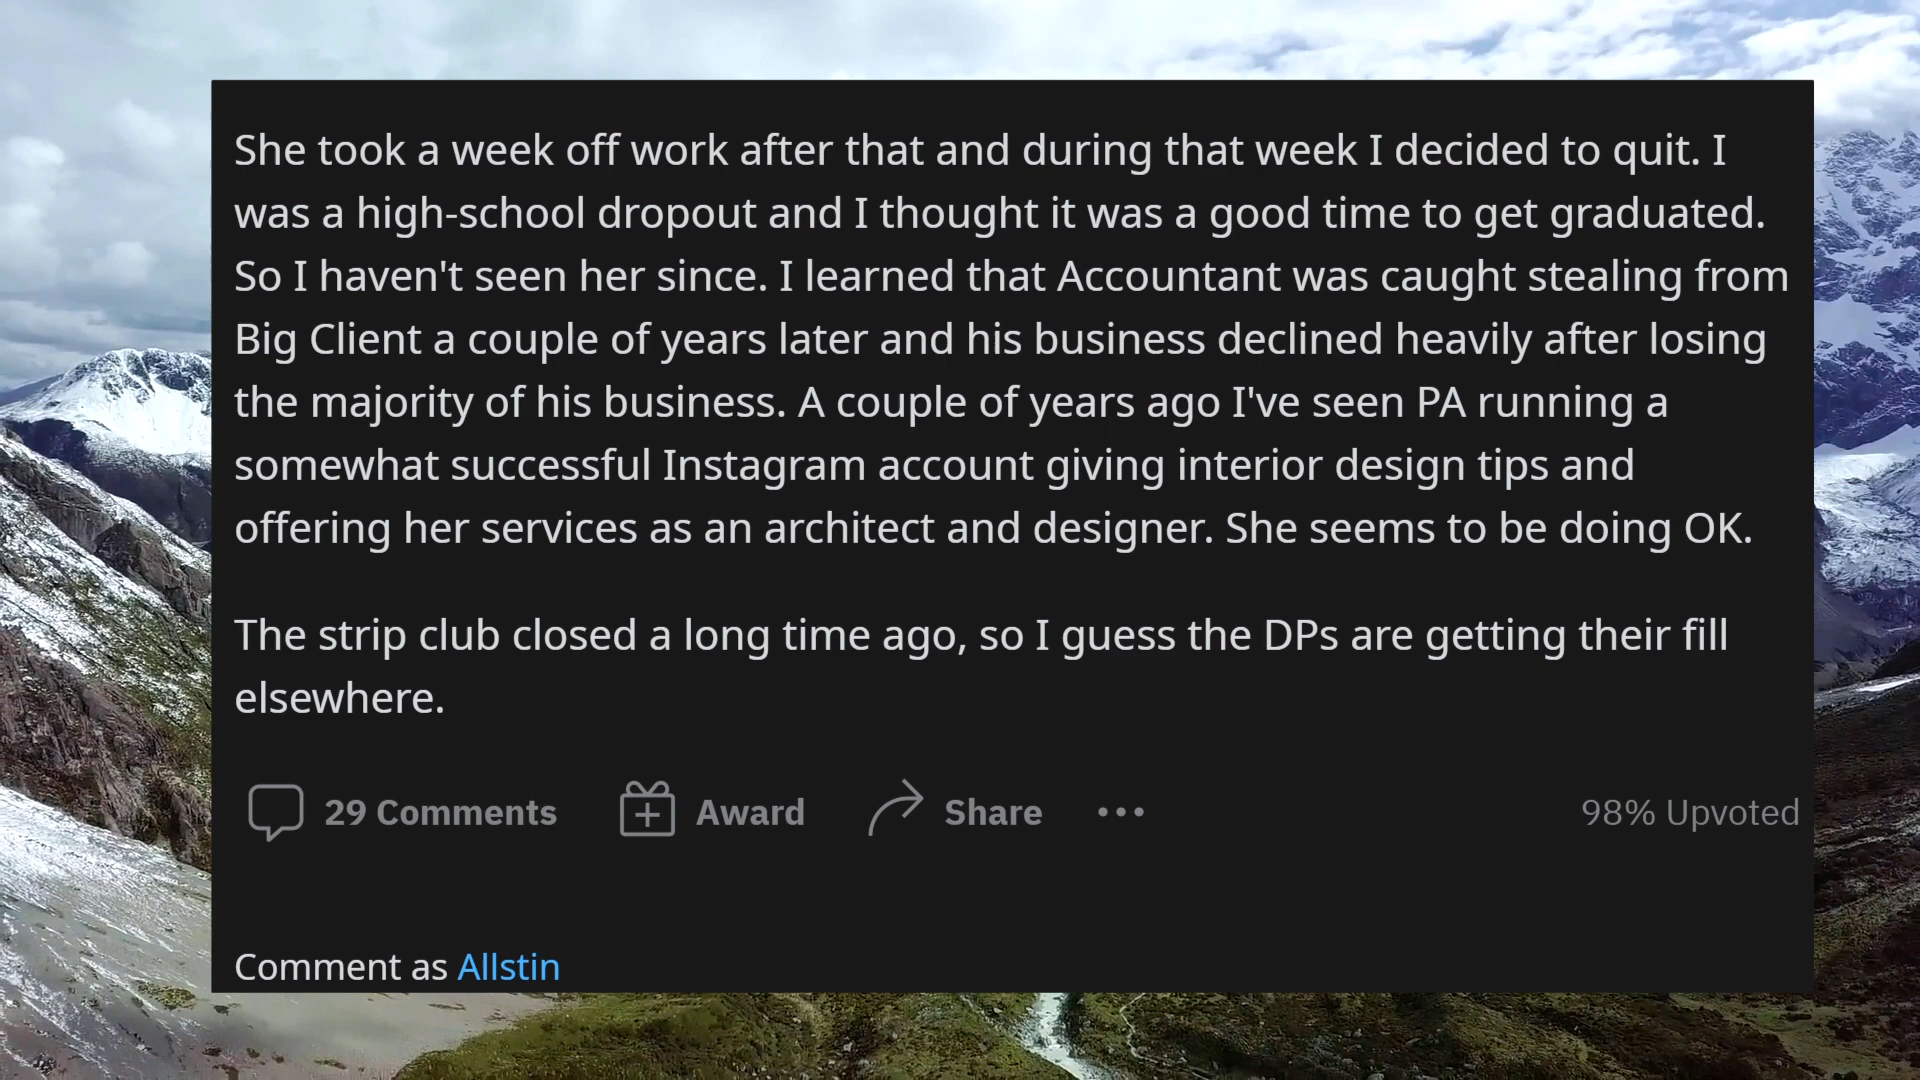 She took a week off work after that and during that week I decided to quit. I
was a high-school dropout and I thought it was a good time to get graduated.
So I haven't seen her since. I learned that Accountant was caught stealing from
Big Client a couple of years later and his business declined heavily after losing
the majority of his business. A couple of years ago I've seen PA running a
somewhat successful Instagram account giving interior design tips and
offering her services as an architect and designer. She seems to be doing OK.
The strip club closed a long time ago, so I guess the DPs are getting their fill
elsewhere.
29 Comments Award Share ••• 98% Upvoted
Comment as Allstin